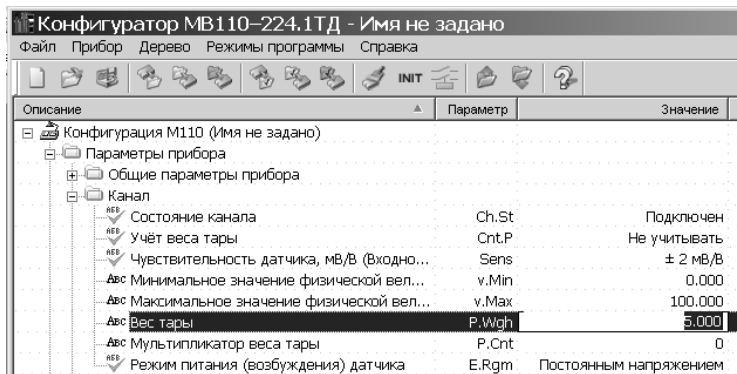 Конфигуратор МВ110–224.1ТД - Имя не задано
Файл Прибор Дерево Режимы программы Справка
INIT
Описание Параметр Значение
Конфигурация М110 (Имя не задано)
Параметры прибора
Общие параметры прибора
Канал
Состояние канала Ch.St Подключен
Учёт веса тары Cnt.P Не учитывать
Чувствительность датчика, мВ/В (Входно... Sens ± 2 мВ/В
Авс Минимальное значение физической вел... v.Min 0.000
Авс Максимальное значение физической вел... v.Max 100.000
Авс Вес тары P.Wgh 5.000
Авс Мультипликатор веса тары P.Cnt 0
Режим питания (возбуждения) датчика E.Rgm Постоянным напряжением